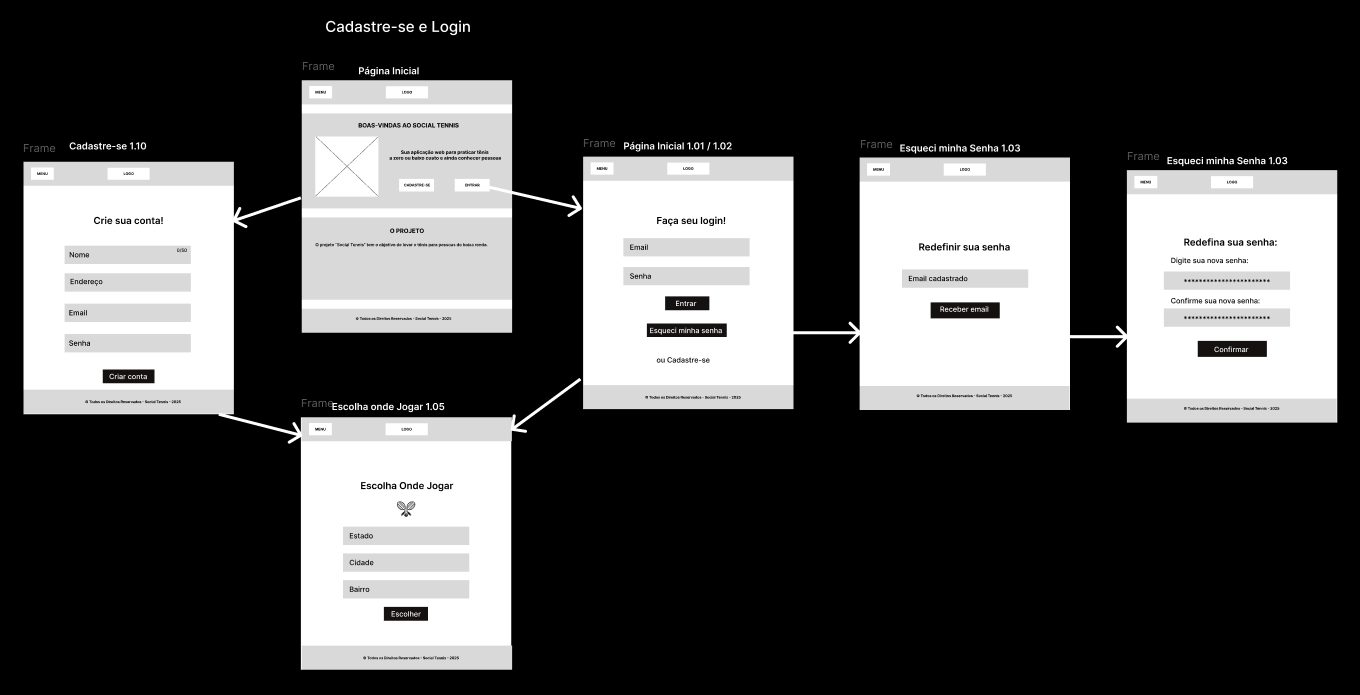 Cadastre-se e Login
Frame
Página Inicial
MENU
LOGO
BOAS-VINDAS AO SOCIAL TENNIS
Sua aplicação web para praticar tênis
a zero ou baixo custo e ainda conhecer pessoas
CADASTRE-SE
ENTRAR
O PROJETO
O projeto "Social Tennis" tem o objetivo de levar o tênis para pessoas de baixa renda.
© Todos os Direitos Reservados - Social Tennis - 2025
Frame
Cadastre-se 1.10
MENU
LOGO
Crie sua conta!
Nome
0/50
Endereço
Email
Senha
Criar conta
© Todos os Direitos Reservados - Social Tennis - 2025
Frame
Página Inicial 1.01 / 1.02
MENU
LOGO
Faça seu login!
Email
Senha
Entrar
Esqueci minha senha
ou Cadastre-se
© Todos os Direitos Reservados - Social Tennis - 2025
Frame
Esqueci minha Senha 1.03
MENU
LOGO
Redefinir sua senha
Email cadastrado
Receber email
© Todos os Direitos Reservados - Social Tennis - 2025
Frame
Esqueci minha Senha 1.03
MENU
LOGO
Redefina sua senha:
Digite sua nova senha:
***********************
Confirme sua nova senha:
***********************
Confirmar
© Todos os Direitos Reservados - Social Tennis - 2025
Frame
Escolha onde Jogar 1.05
MENU
LOGO
Escolha Onde Jogar
Estado
Cidade
Bairro
Escolher
© Todos os Direitos Reservados - Social Tennis - 2025